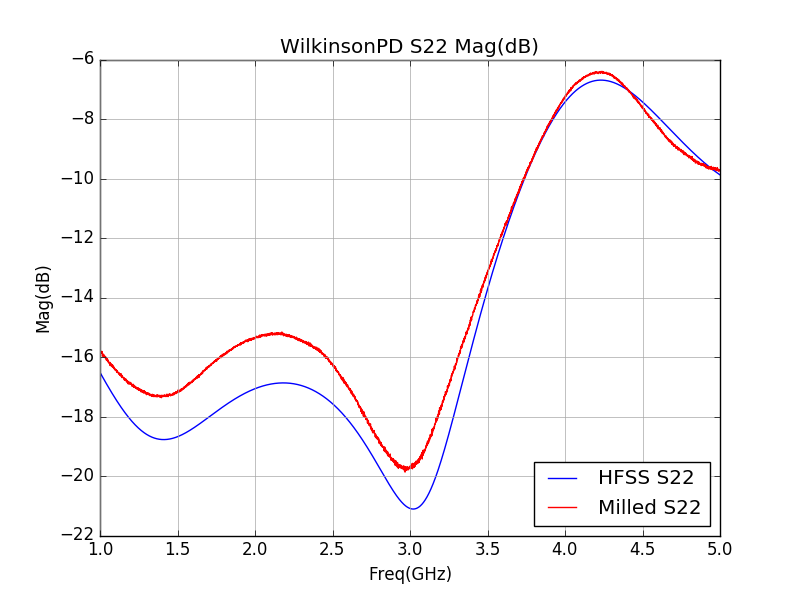 WilkinsonPD S22 Mag(dB)
−6
−8
−10
−12
−14
−16
−18
−20
−22
Mag(dB)
HFSS S22
Milled S22
1.0 1.5 2.0 2.5 3.0 3.5 4.0 4.5 5.0
Freq(GHz)